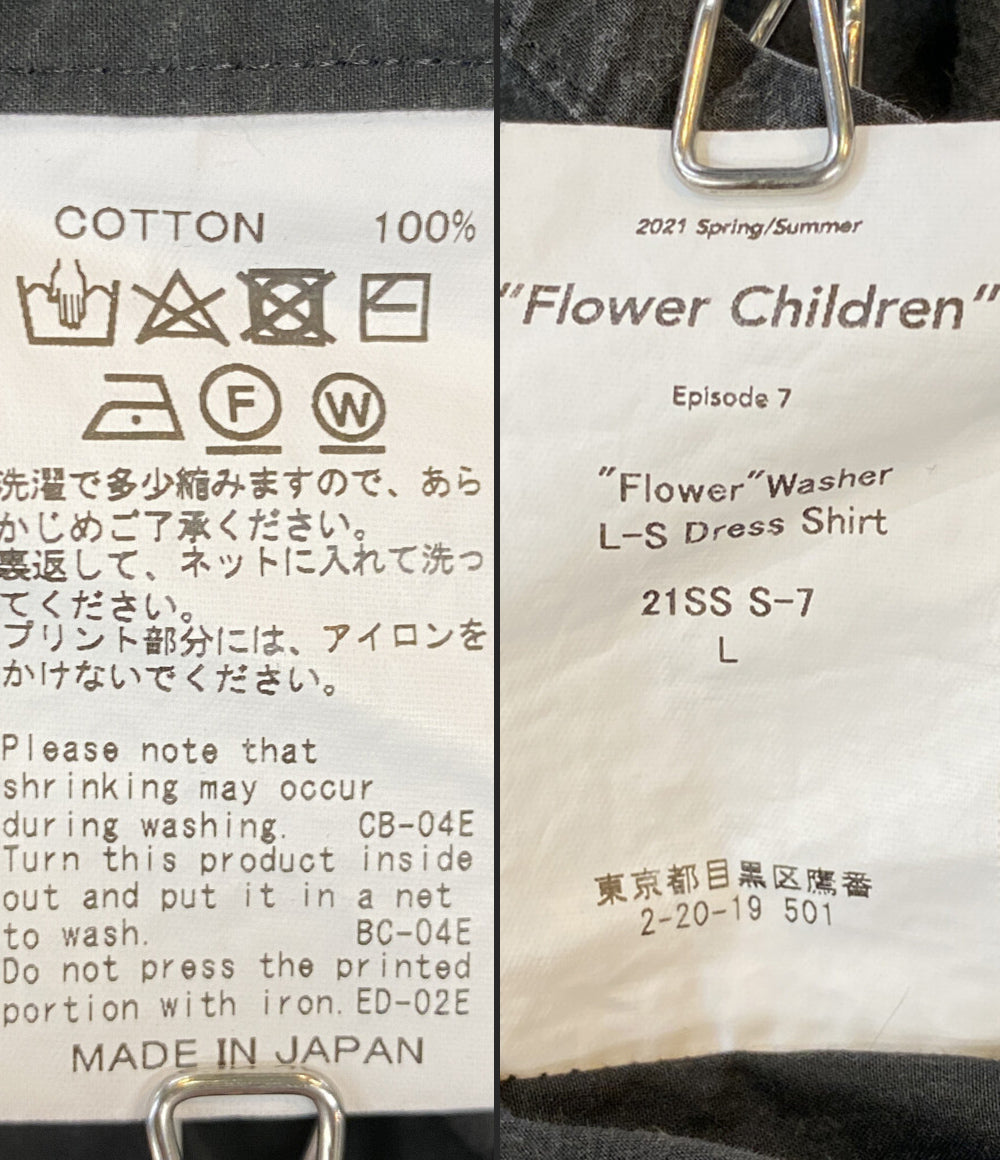 COTTON 100%
F W
洗濯で多少縮みますので、あら
かじめご了承ください。
裏返して、ネットに入れて洗っ
てください。
プリント部分には、アイロンを
かけないでください。
Please note that
shrinking may occur
during washing. CB-04E
Turn this product inside
out and put it in a net
to wash. BC-04E
Do not press the printed
portion with iron. ED-02E
MADE IN JAPAN
2021 Spring/Summer
"Flower Children"
Episode 7
"Flower"Washer
L-S Dress Shirt
21SS S-7
L
東京都目黒区鷹番
2-20-19 501